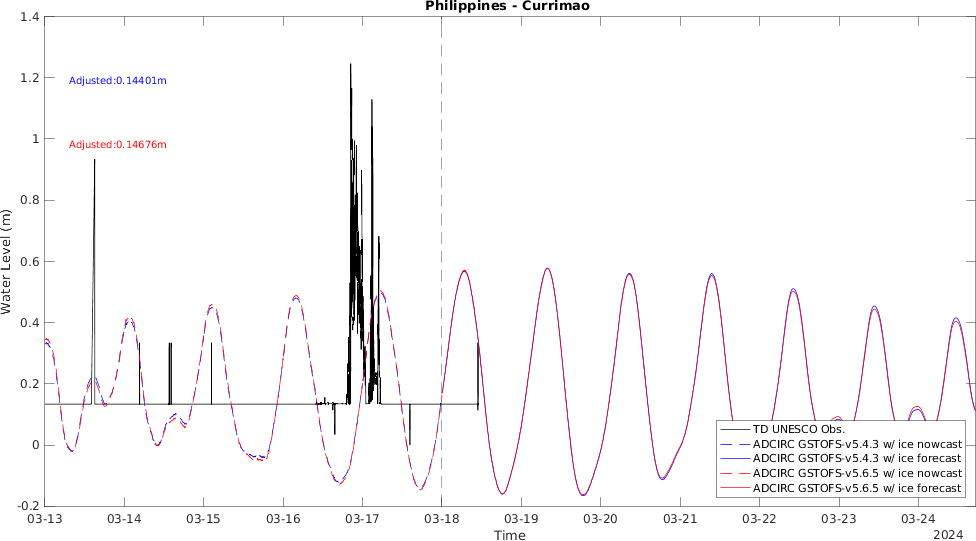 Philippines - Currimao
Adjusted:0.14401m
Adjusted:0.14676m
Water Level (m)
1.4
1.2
1
0.8
0.6
0.4
0.2
0
-0.2
TD UNESCO Obs.
ADCIRC GSTOFS-v5.4.3 w/ ice nowcast
ADCIRC GSTOFS-v5.4.3 w/ ice forecast
ADCIRC GSTOFS-v5.6.5 w/ ice nowcast
ADCIRC GSTOFS-v5.6.5 w/ ice forecast
03-13 03-14 03-15 03-16 03-17 03-18 03-19 03-20 03-21 03-22 03-23 03-24
Time
2024